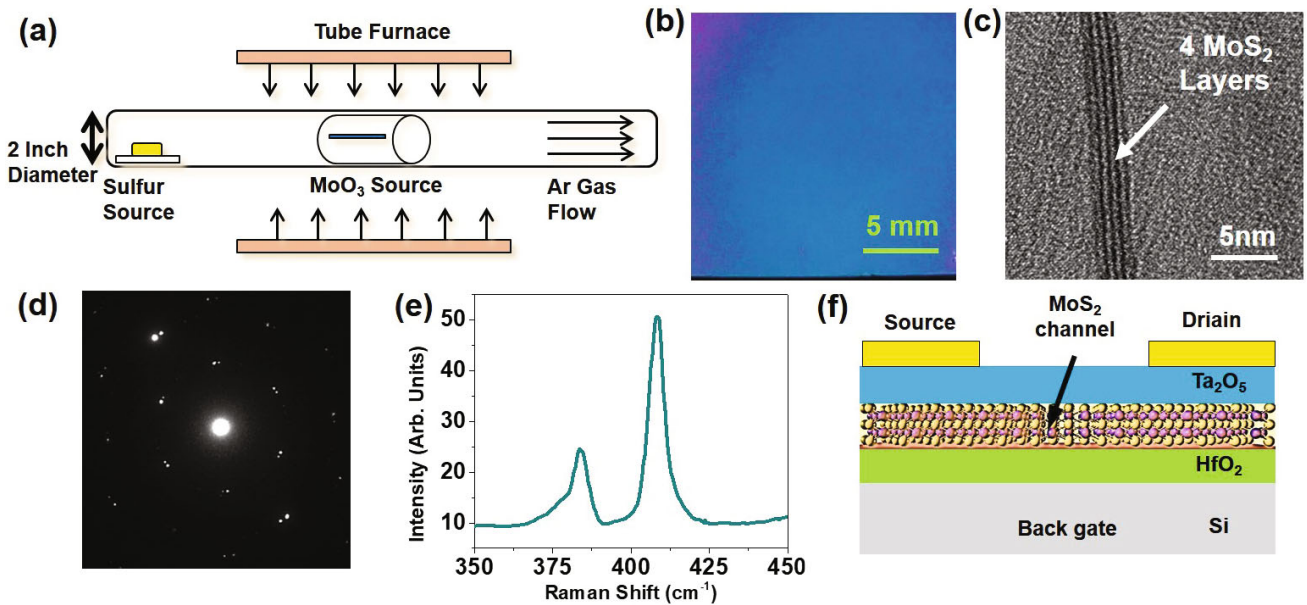 (a)
Tube Furnace
2 Inch
Diameter
Sulfur
Source
MoO3 Source
Ar Gas
Flow
(b)
5 mm
(c)
4 MoS2
Layers
5nm
(d)
(e)
Intensity (Arb. Units)
50
40
30
20
10
350
375
400
425
450
Raman Shift (cm-1)
(f)
Source
MoS2
channel
Driain
Ta2O5
HfO2
Back gate
Si